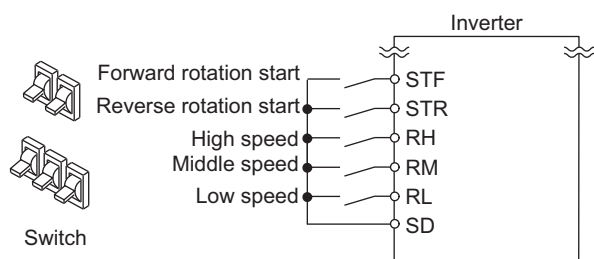 Inverter
Forward rotation start STF
Reverse rotation start STR
High speed RH
Middle speed RM
Low speed RL
SD
Switch